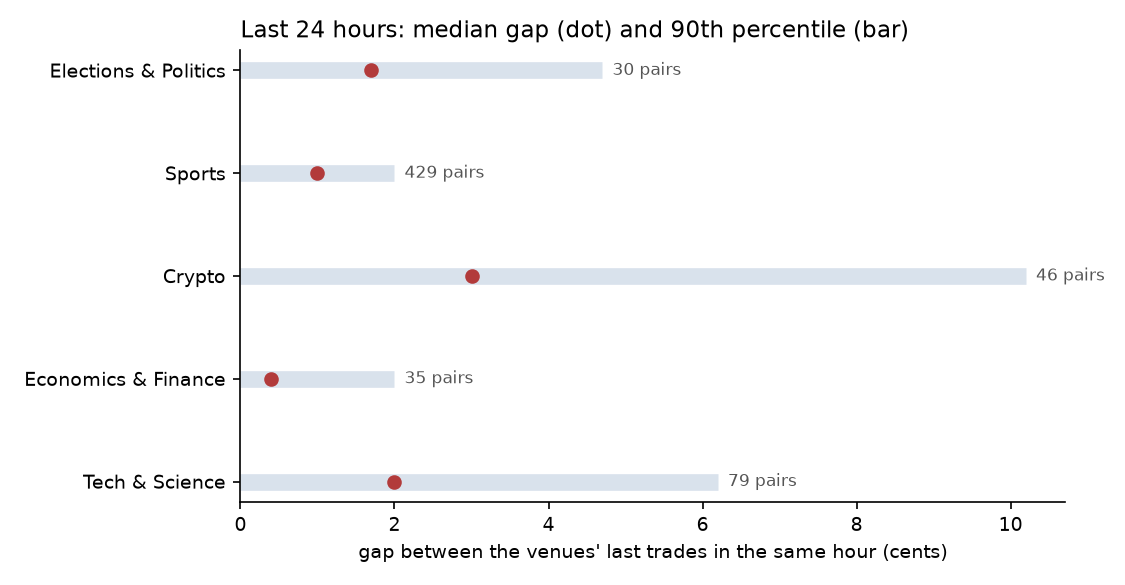 Last 24 hours: median gap (dot) and 90th percentile (bar)
Elections & Politics
30 pairs
Sports
429 pairs
Crypto
46 pairs
Economics & Finance
35 pairs
Tech & Science
79 pairs
0 2 4 6 8 10
gap between the venues' last trades in the same hour (cents)